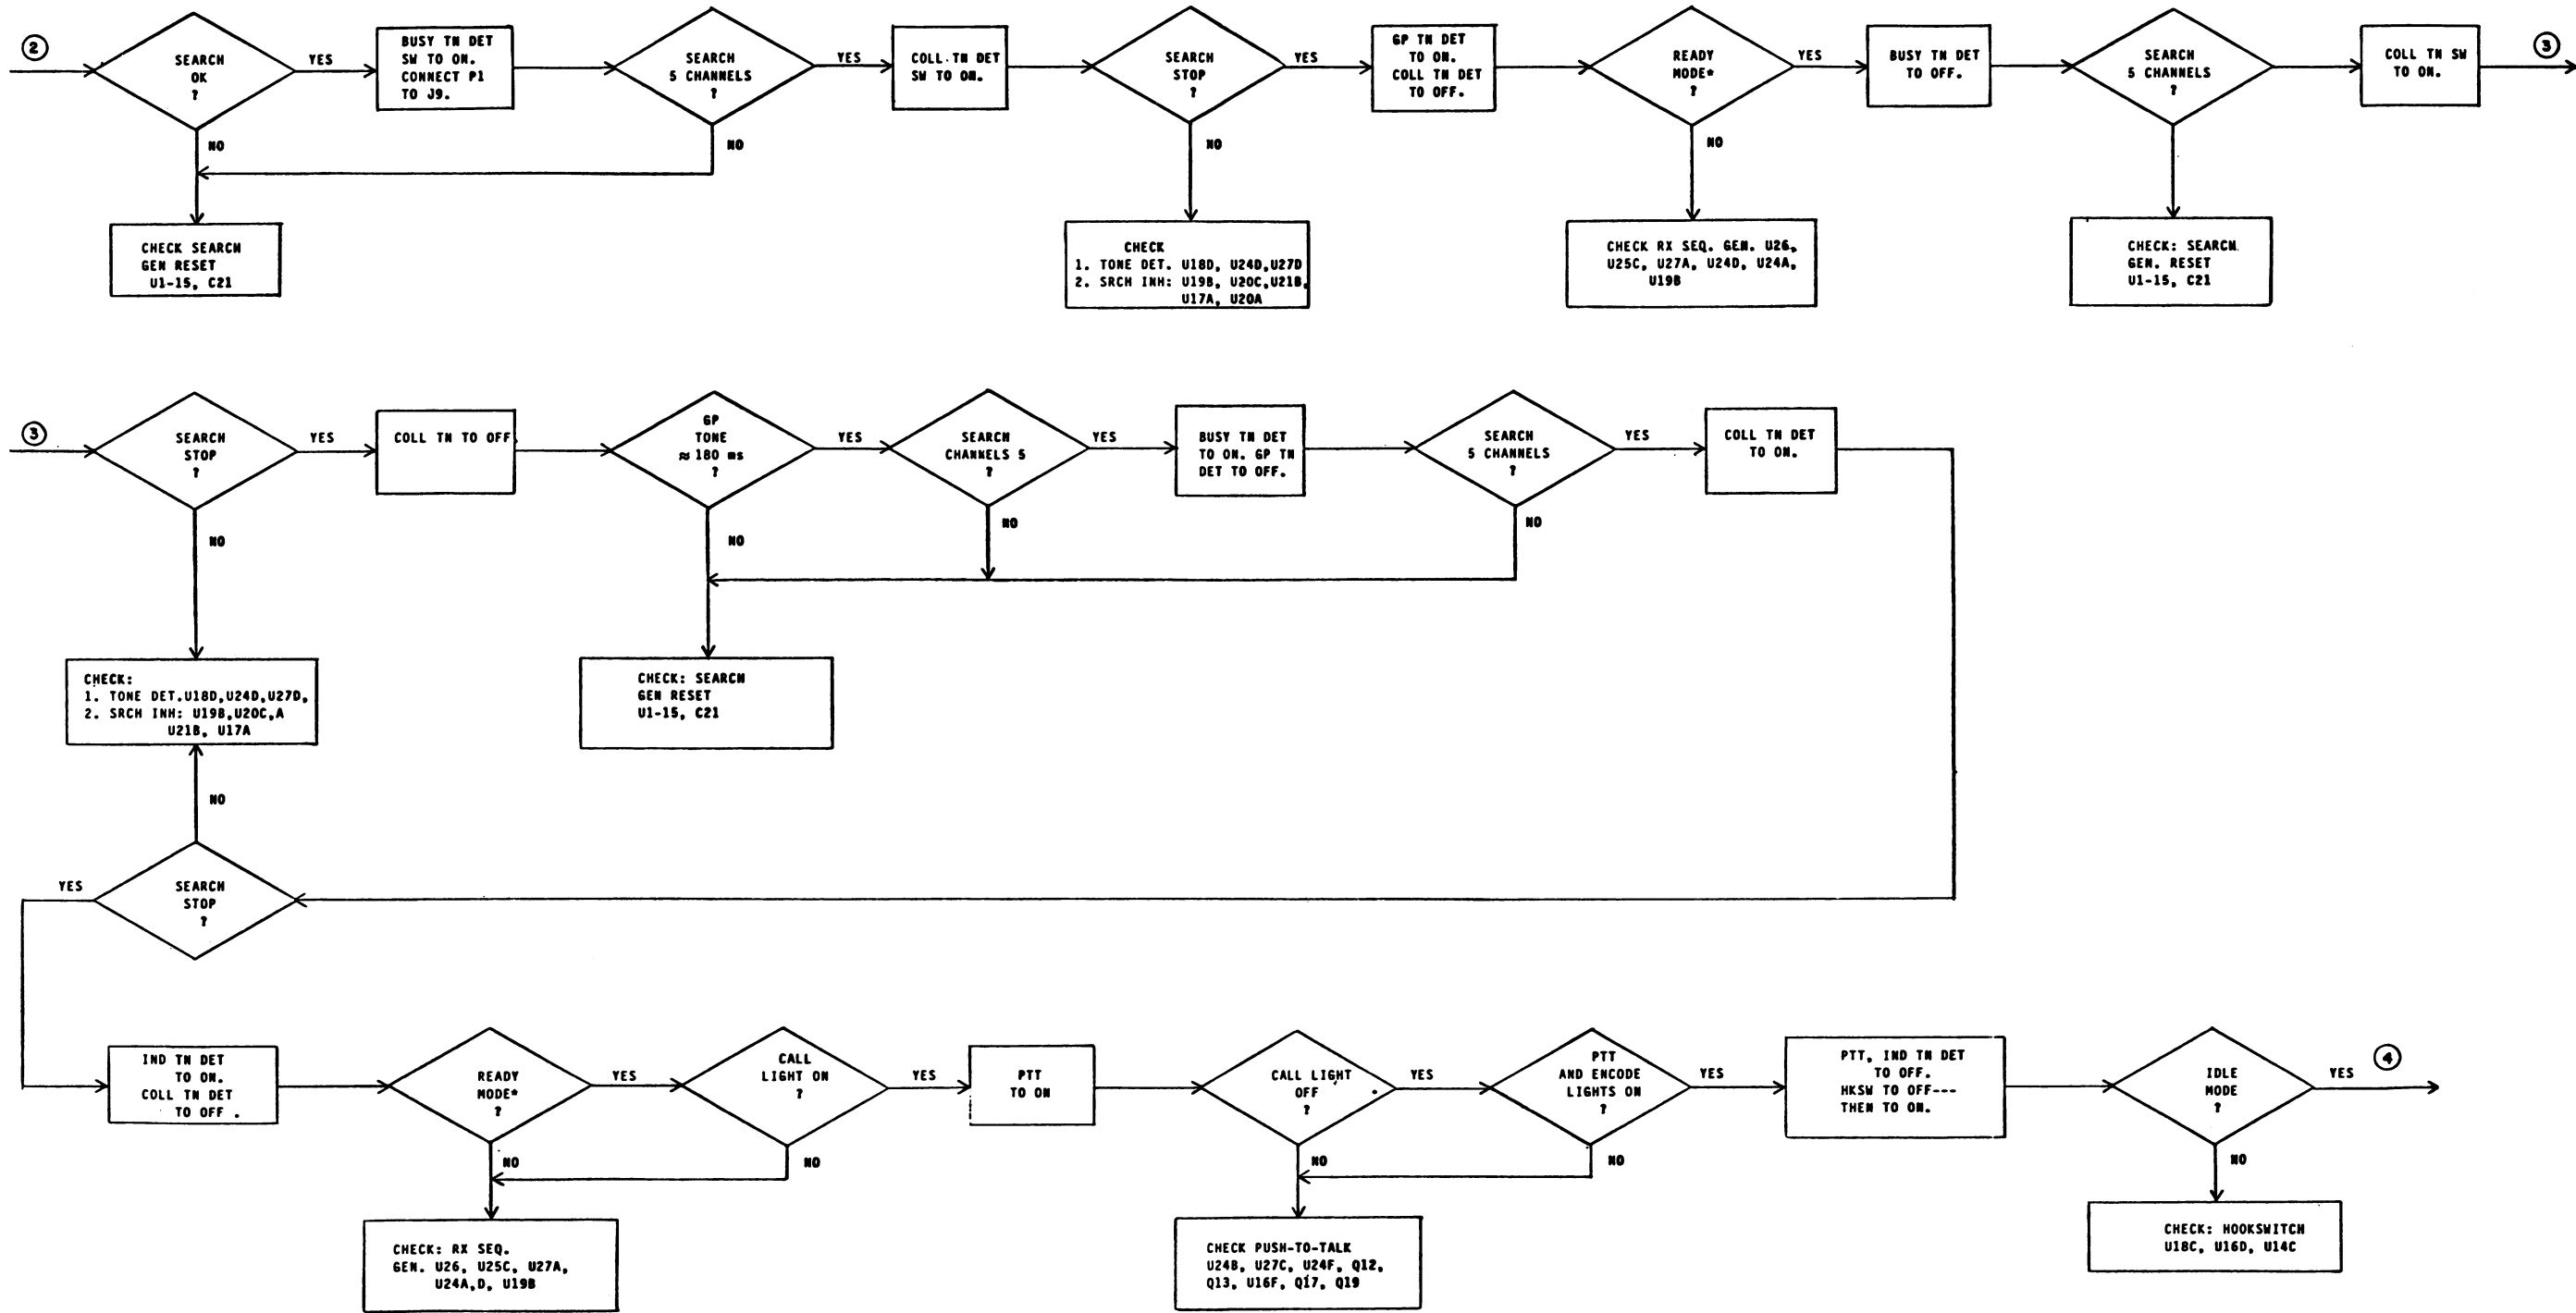 2
SEARCH
OK
?
YES
NO
BUSY TN DET
SW TO ON.
CONNECT P1
TO J9.
SEARCH
5 CHANNELS
?
YES
NO
COLL TN DET
SW TO ON.
SEARCH
STOP
?
YES
NO
GP TN DET
TO ON.
COLL TN DET
TO OFF.
READY
MODE*
?
YES
NO
BUSY TN DET
TO OFF.
SEARCH
5 CHANNELS
?
COLL TN SW
TO ON.
3
CHECK SEARCH
GEN RESET
U1-15, C21
CHECK
1. TONE DET. U18D, U24D,U27D
2. SRCH INH: U19B, U20C,U21B,
U17A, U20A
CHECK RX SEQ. GEN. U26,
U25C, U27A, U24D, U24A,
U19B
CHECK: SEARCH
GEN. RESET
U1-15, C21
3
SEARCH
STOP
?
YES
NO
COLL TN TO OFF
GP
TONE
≈ 180 ms
?
YES
NO
SEARCH
CHANNELS 5
?
YES
NO
BUSY TN DET
TO ON. GP TN
DET TO OFF.
SEARCH
5 CHANNELS
?
YES
NO
COLL TN DET
TO ON.
CHECK:
1. TONE DET.U18D,U24D,U27D,
2. SRCH INH: U19B,U20C,A
U21B, U17A
CHECK: SEARCH
GEN RESET
U1-15, C21
NO
YES
SEARCH
STOP
?
IND TN DET
TO ON.
COLL TN DET
TO OFF .
READY
MODE*
?
YES
NO
CALL
LIGHT ON
?
YES
NO
PTT
TO ON
CALL LIGHT
OFF
?
YES
NO
PTT
AND ENCODE
LIGHTS ON
?
YES
NO
PTT, IND TN DET
TO OFF.
HKSW TO OFF---
THEN TO ON.
IDLE
MODE
?
YES
NO
4
CHECK: RX SEQ.
GEN. U26, U25C, U27A,
U24A,D, U19B
CHECK PUSH-TO-TALK
U24B, U27C, U24F, Q12,
Q13, U16F, Q17, Q19
CHECK: HOOKSWITCH
U18C, U16D, U14C